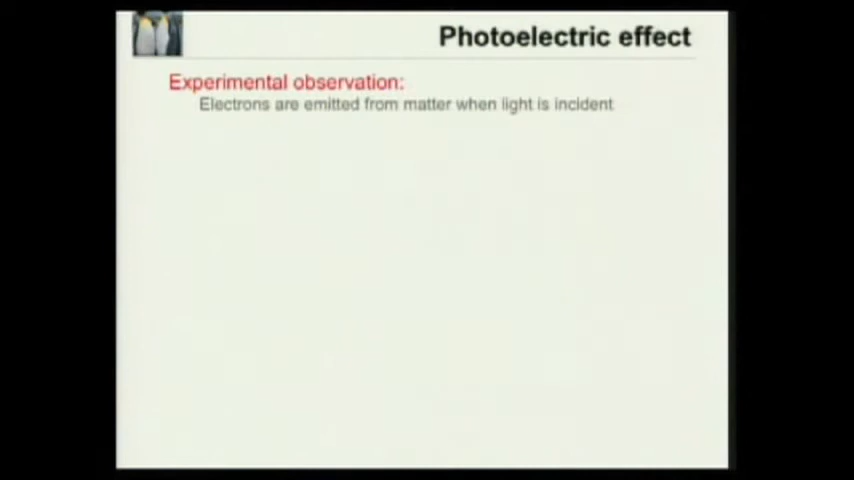 Photoelectric effect
Experimental observation:
Electrons are emitted from matter when light is incident